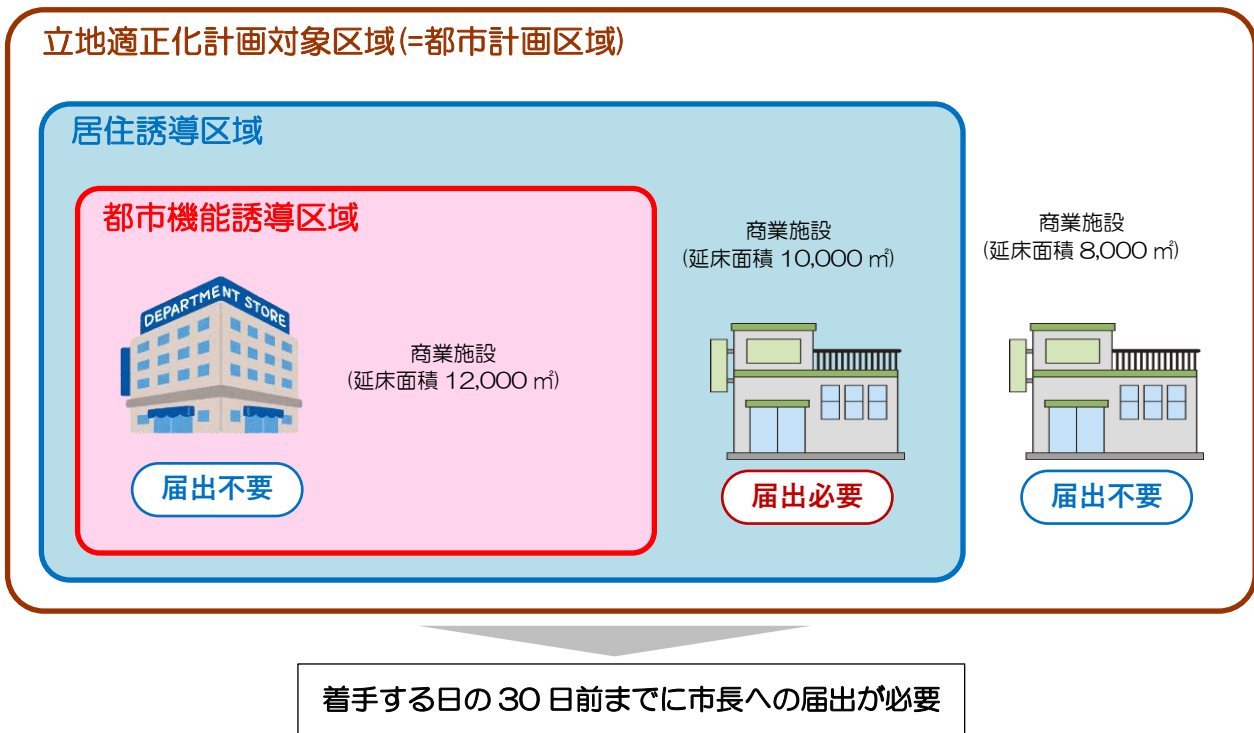 立地適正化計画対象区域(=都市計画区域)
居住誘導区域
都市機能誘導区域
DEPARTMENT STORE
商業施設
(延床面積 12,000 ㎡)
届出不要
商業施設
(延床面積 10,000 ㎡)
届出必要
商業施設
(延床面積 8,000 ㎡)
届出不要
着手する日の 30 日前までに市長への届出が必要